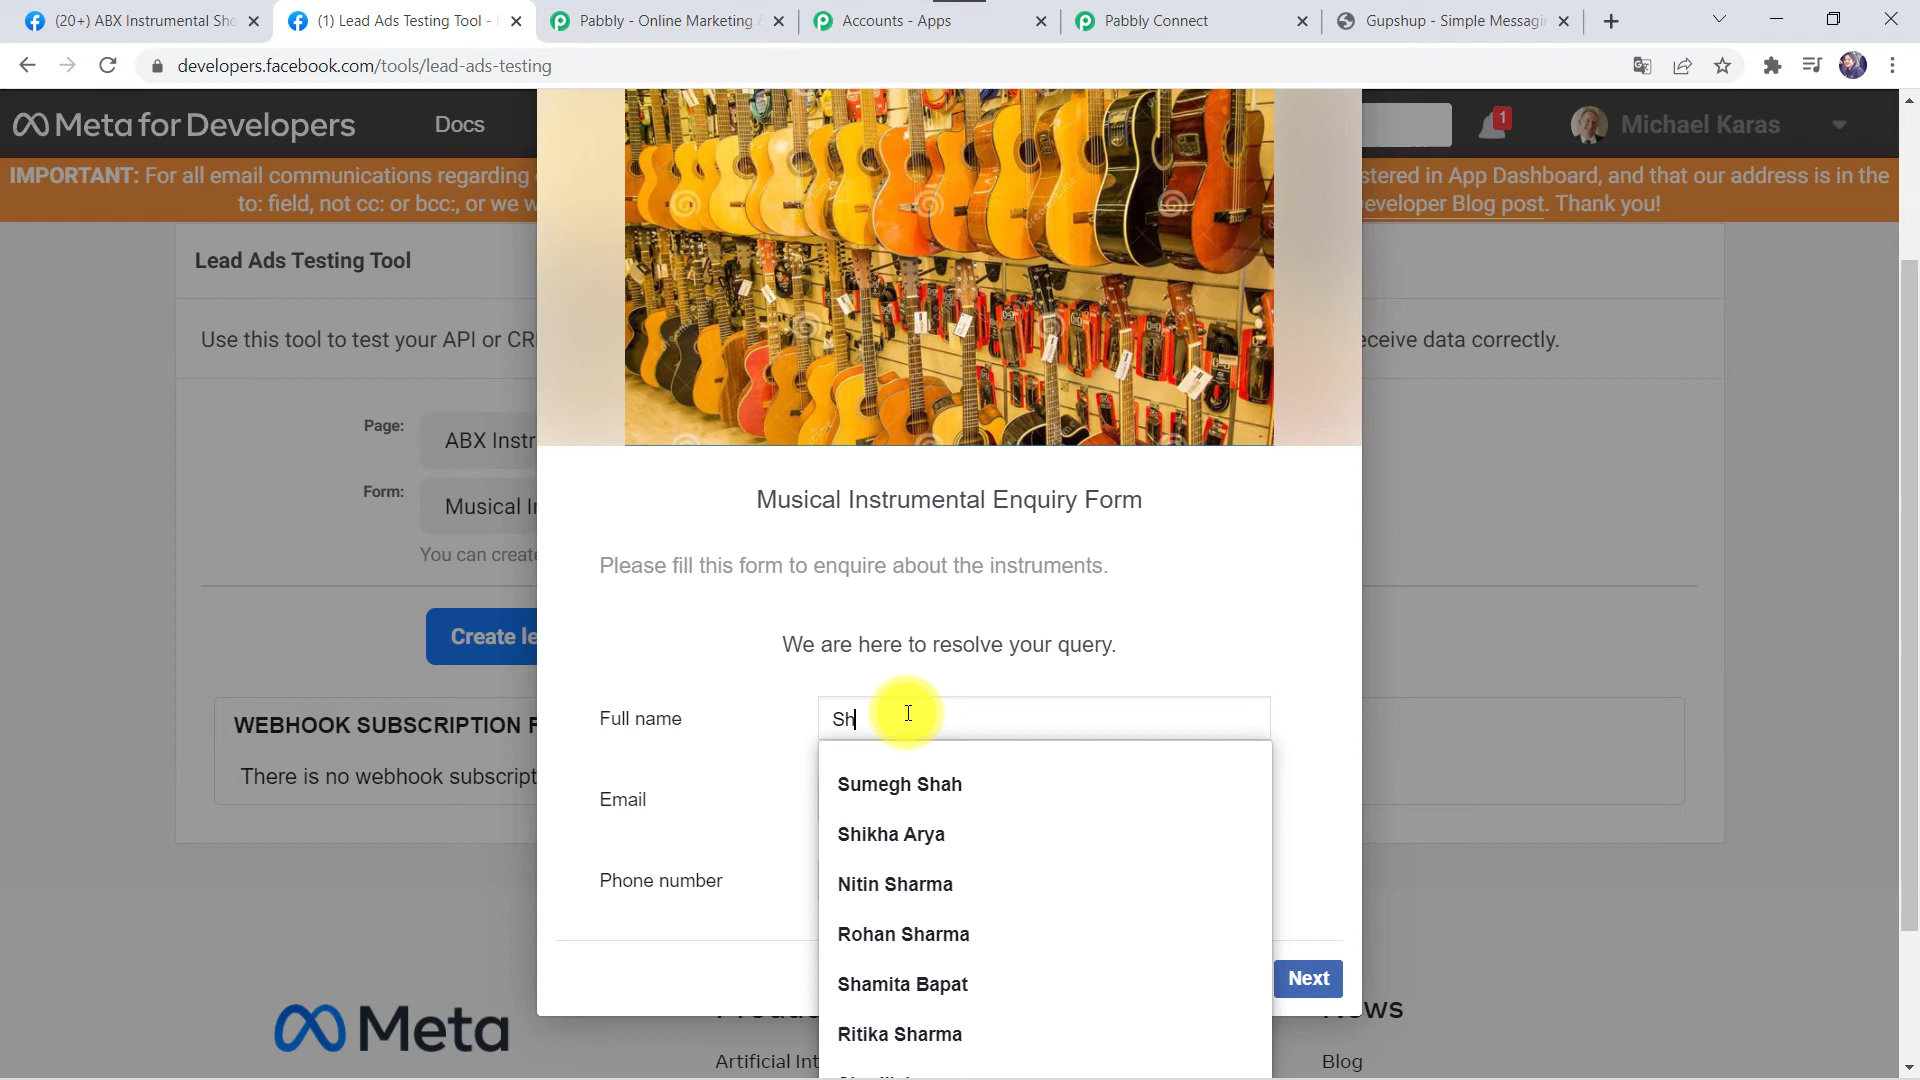 (20+) ABX Instrumental Sho
(1) Lead Ads Testing Tool -
Pabbly - Online Marketing
Accounts - Apps
Pabbly Connect
Gupshup - Simple Messagin
developers.facebook.com/tools/lead-ads-testing
Meta for Developers
Docs
1
Michael Karas
IMPORTANT: For all email communications regarding
stered in App Dashboard, and that our address is in the
to: field, not cc: or bcc:, or we w
eveloper Blog post. Thank you!
Lead Ads Testing Tool
Use this tool to test your API or CR
eceive data correctly.
Page:
ABX Instr
Form:
Musical I
You can create
Create le
WEBHOOK SUBSCRIPTION F
There is no webhook subscript
Musical Instrumental Enquiry Form
Please fill this form to enquire about the instruments.
We are here to resolve your query.
Full name
Sh
Email
Phone number
Sumegh Shah
Shikha Arya
Nitin Sharma
Rohan Sharma
Shamita Bapat
Ritika Sharma
Next
Meta
Artificial Int
ws
Blog